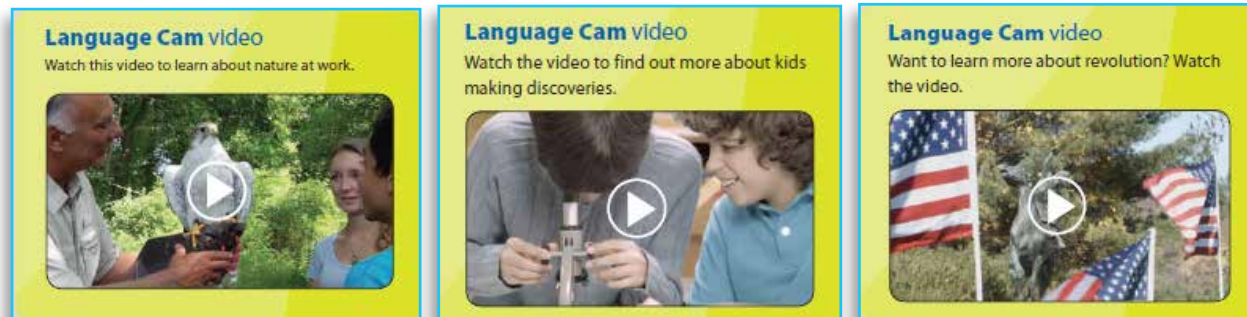 Language Cam video
Watch this video to learn about nature at work.
Language Cam video
Watch the video to find out more about kids
making discoveries.
Language Cam video
Want to learn more about revolution? Watch
the video.